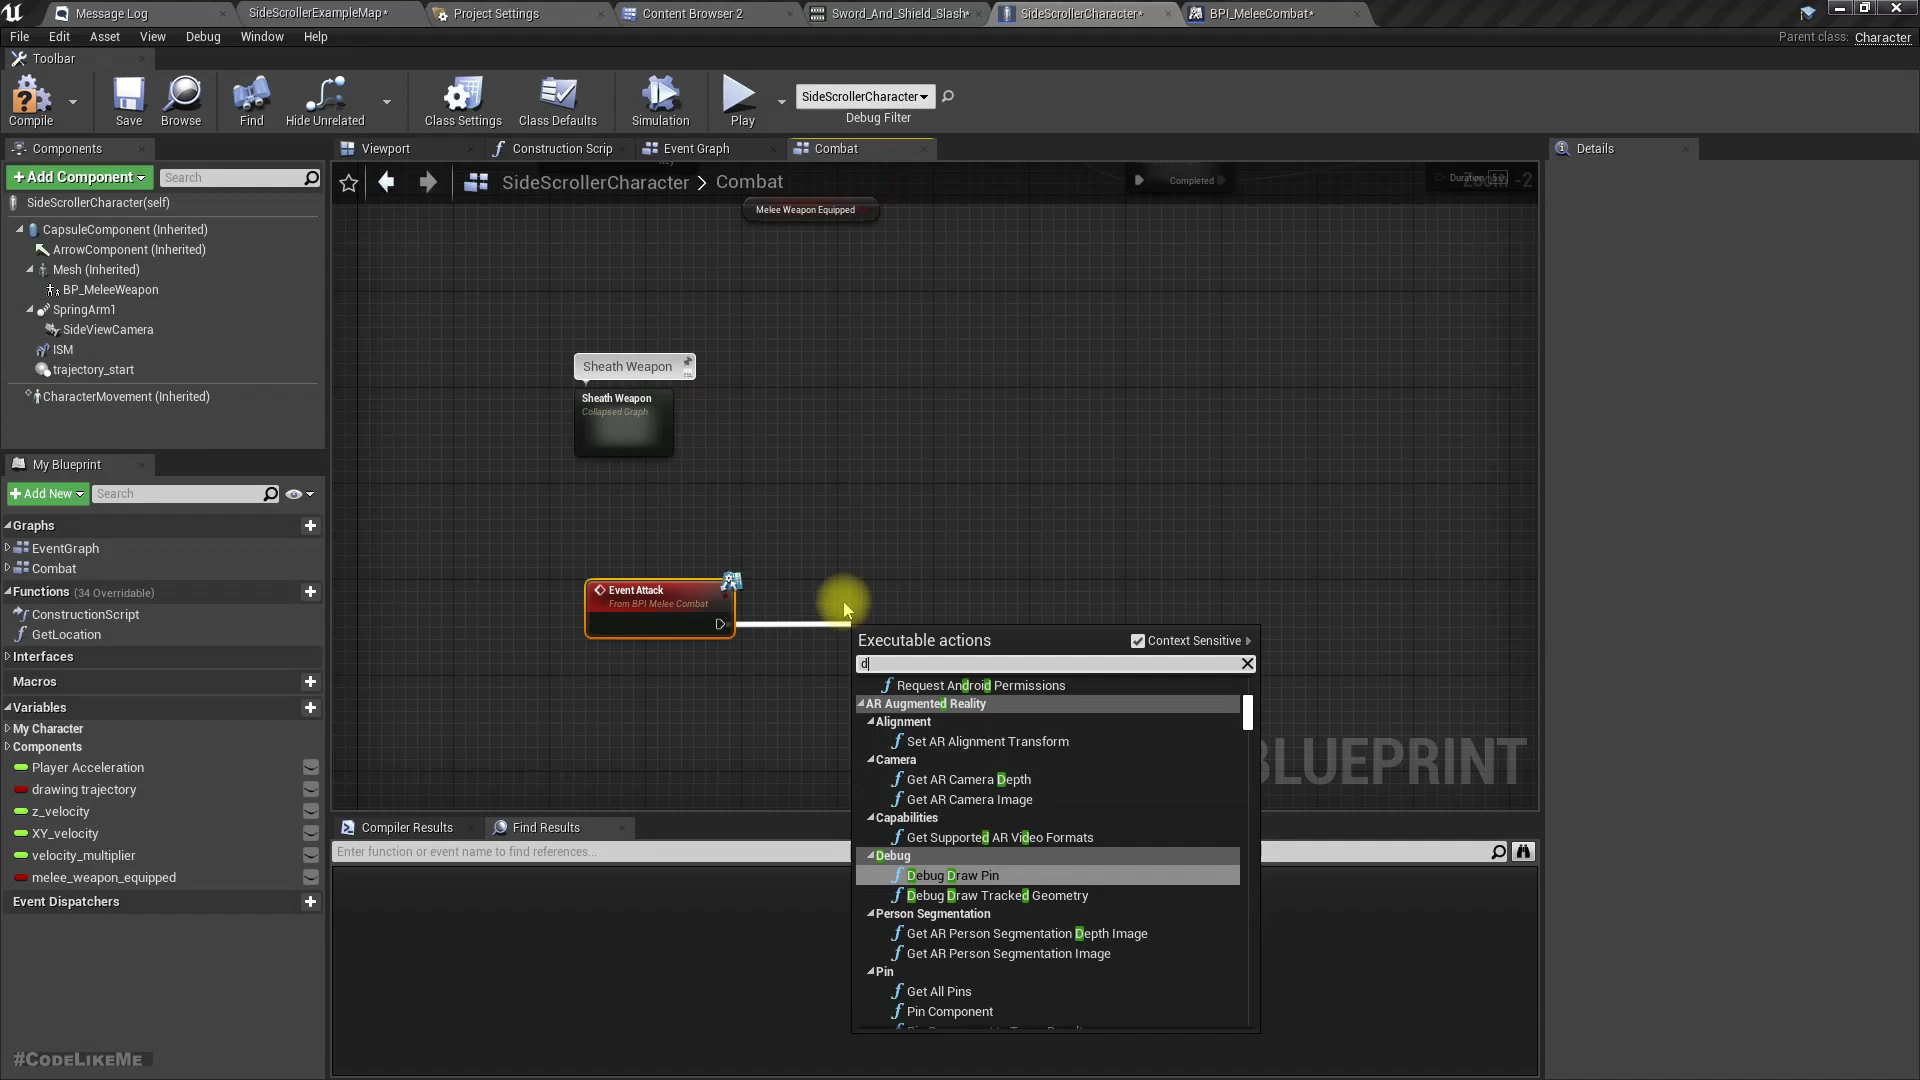 Message Log
SideScrollerExampleMap*
Project Settings
Content Browser 2
Sword_And_Shield_Slash*
SideScrollerCharacter*
BPI_MeleeCombat*
File Edit Asset View Debug Window Help
Parent class: Character
Toolbar
Compile
Save
Browse
Find
Hide Unrelated
Class Settings
Class Defaults
Simulation
Play
SideScrollerCharacter
Debug Filter
Components
Viewport
Construction Scrip
Event Graph
Combat
Details
+ Add Component
Search
SideScrollerCharacter > Combat
Completed
Duration 5.0
Zoom -2
SideScrollerCharacter(self)
Melee Weapon Equipped
CapsuleComponent (Inherited)
ArrowComponent (Inherited)
Mesh (Inherited)
BP_MeleeWeapon
SpringArm1
SideViewCamera
ISM
trajectory_start
CharacterMovement (Inherited)
Sheath Weapon
Sheath Weapon
Collapsed Graph
My Blueprint
+ Add New
Search
Graphs
EventGraph
Combat
Functions (34 Overridable)
ConstructionScript
GetLocation
Interfaces
Macros
Variables
My Character
Components
Player Acceleration
drawing trajectory
z_velocity
XY_velocity
velocity_multiplier
melee_weapon_equipped
Event Dispatchers
Event Attack
From BPI Melee Combat
Executable actions
Context Sensitive
d
Request Android Permissions
AR Augmented Reality
Alignment
Set AR Alignment Transform
Camera
Get AR Camera Depth
Get AR Camera Image
Capabilities
Get Supported AR Video Formats
Debug
Debug Draw Pin
Debug Draw Tracked Geometry
Person Segmentation
Get AR Person Segmentation Depth Image
Get AR Person Segmentation Image
Pin
Get All Pins
Pin Component
BLUEPRINT
Compiler Results
Find Results
Enter function or event name to find references...
#CodeLikeMe